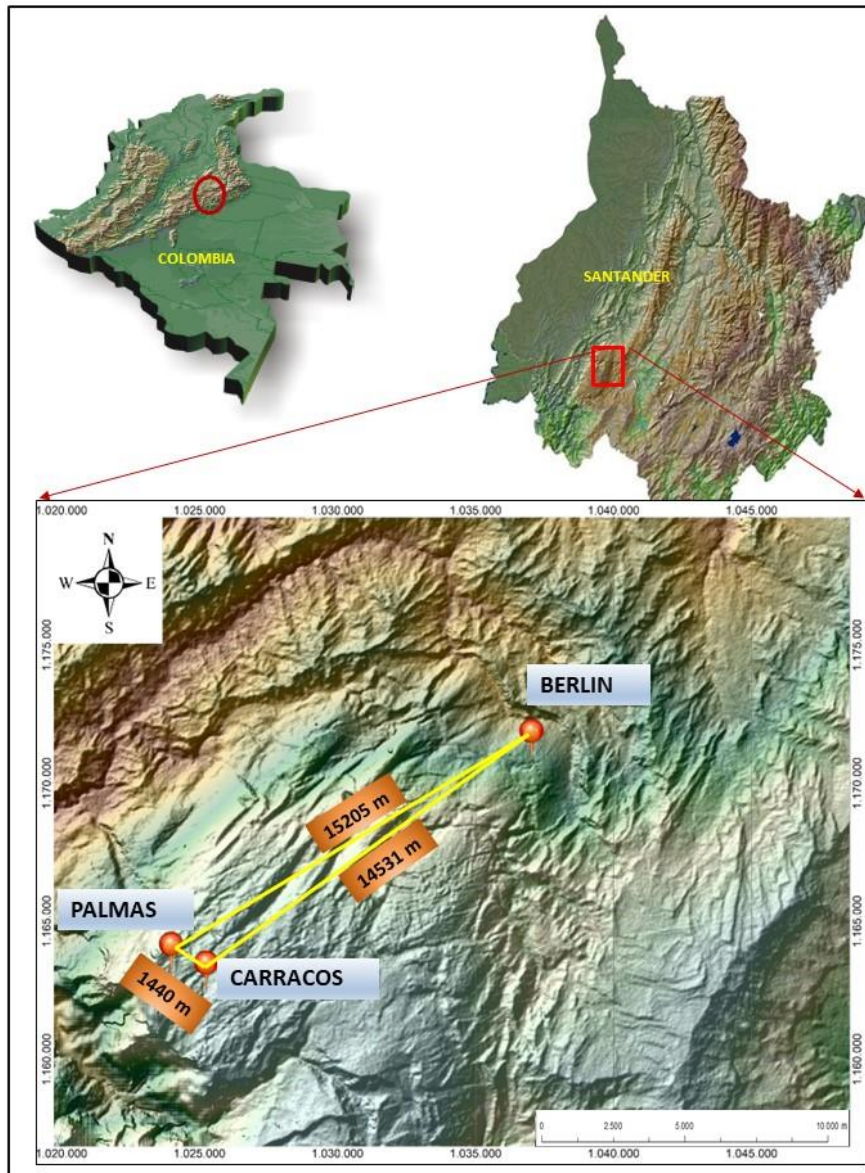 COLOMBIA
SANTANDER
1.020.000 1.025.000 1.030.000 1.035.000 1.040.000 1.045.000
N
W E
S
1.175.000 1.175.000
BERLIN
1.170.000 1.170.000
15205 m
14531 m
PALMAS
1.165.000 1.165.000
CARRACOS
1440 m
1.160.000 1.160.000
0 2.500 5.000 10 000 m
1.020.000 1.025.000 1.030.000 1.035.000 1.040.000 1.045.000